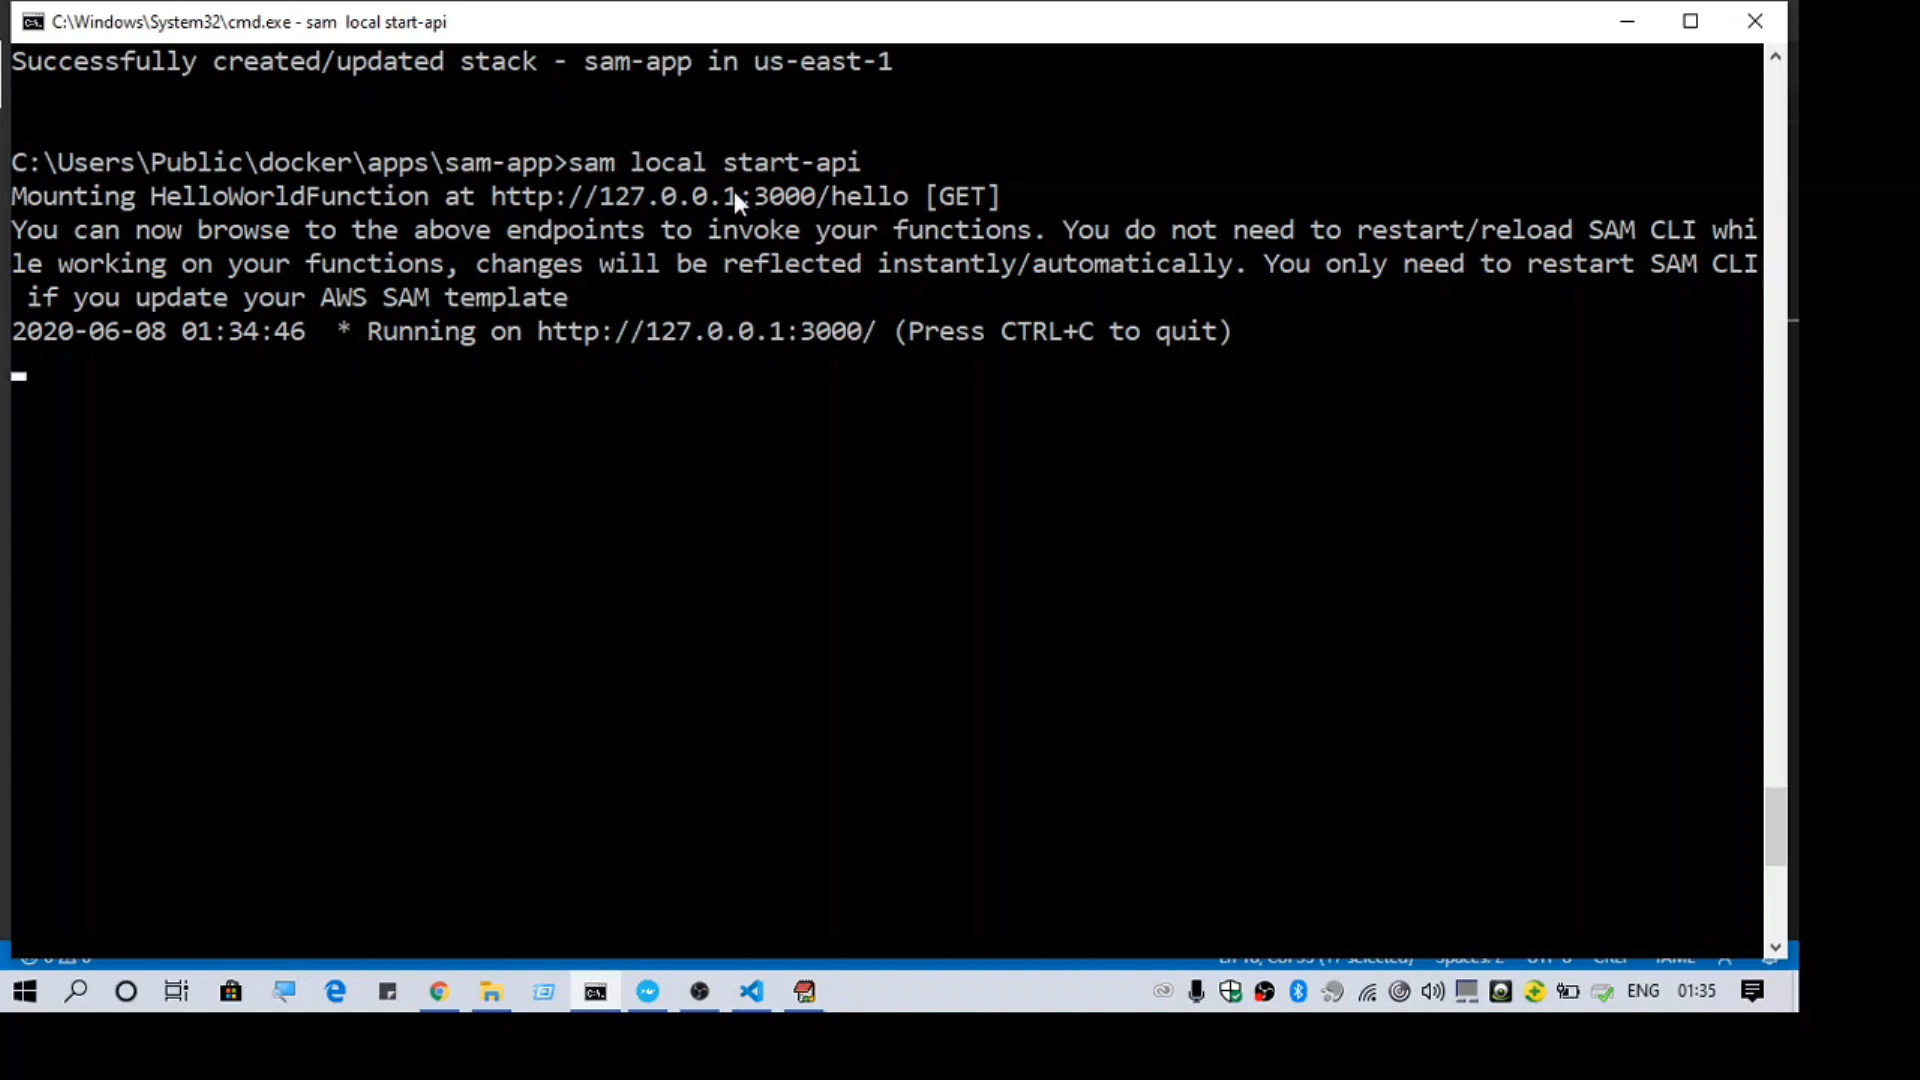 C:\Windows\System32\cmd.exe - sam  local start-api
Successfully created/updated stack - sam-app in us-east-1
C:\Users\Public\docker\apps\sam-app>sam local start-api
Mounting HelloWorldFunction at http://127.0.0.1:3000/hello [GET]
You can now browse to the above endpoints to invoke your functions. You do not need to restart/reload SAM CLI whi
le working on your functions, changes will be reflected instantly/automatically. You only need to restart SAM CLI
 if you update your AWS SAM template
2020-06-08 01:34:46  * Running on http://127.0.0.1:3000/ (Press CTRL+C to quit)
ENG 01:35